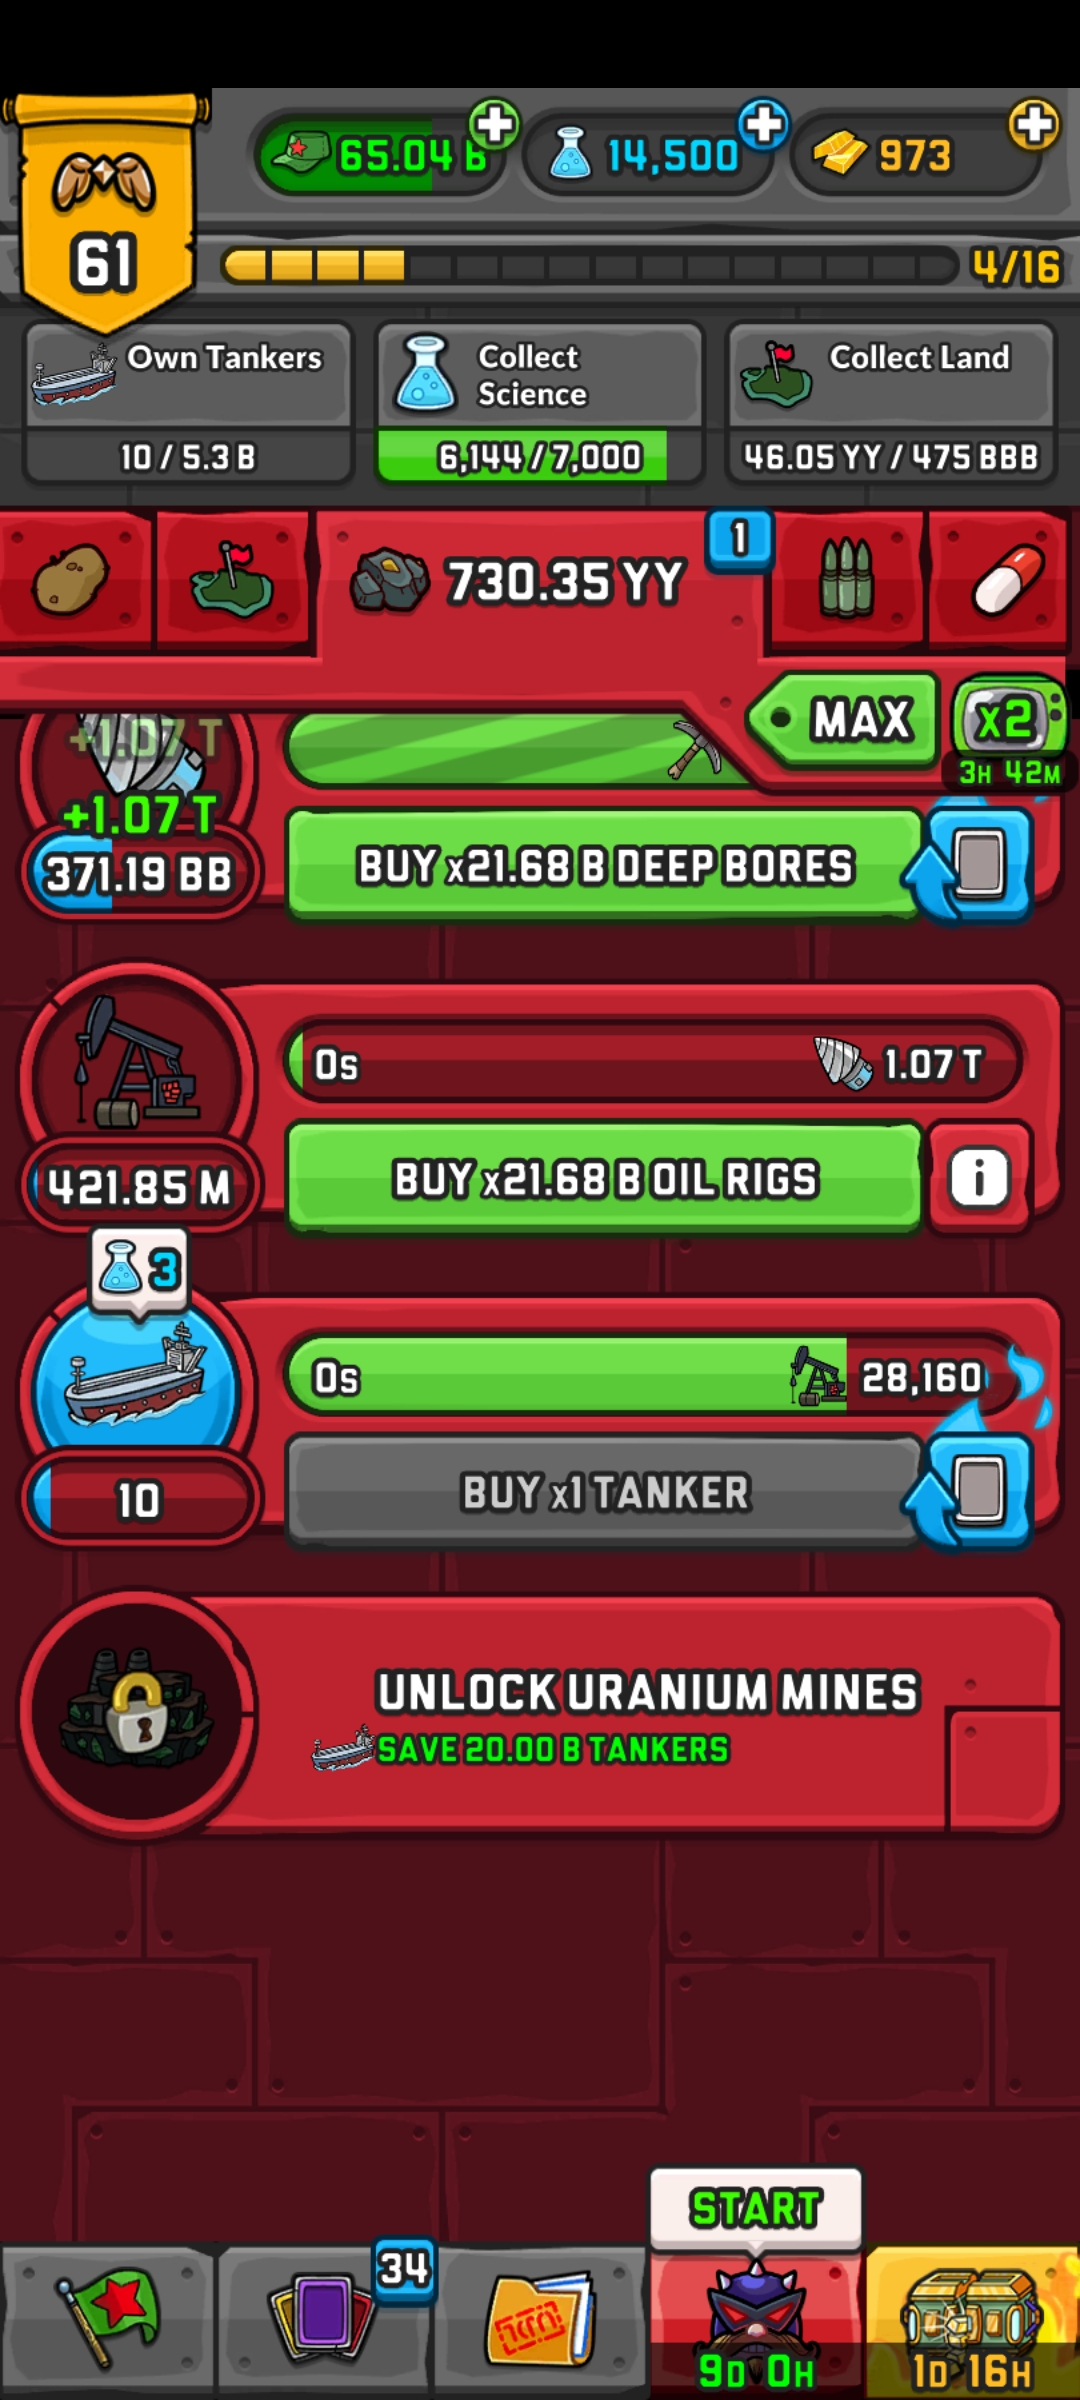 65.04 B
14,500
973
61
4/16
Own Tankers
10 / 5.3 B
Collect
Science
6,144 / 7,000
Collect Land
46.05 YY / 475 BBB
730.35 YY
1
MAX
x2
3H 42M
+1.07 T
+1.07 T
371.19 BB
BUY x21.68 B DEEP BORES
0s
1.07 T
421.85 M
BUY x21.68 B OIL RIGS
i
3
0s
28,160
10
BUY x1 TANKER
UNLOCK URANIUM MINES
SAVE 20.00 B TANKERS
START
34
9D 0H
1D 16H